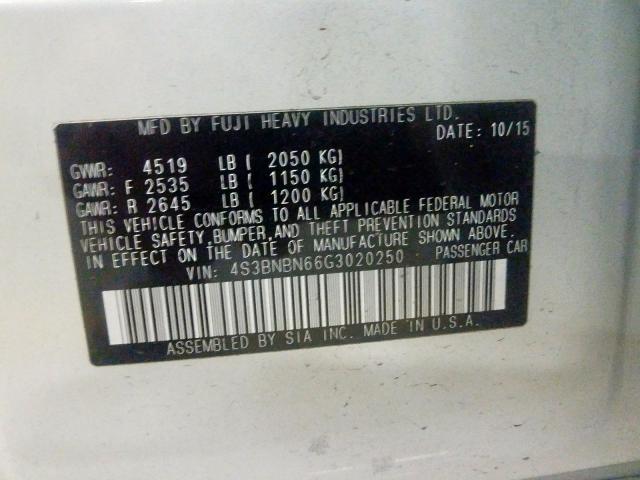 MFD BY FUJI HEAVY INDUSTRIES LTD.
DATE: 10/15
GVWR: 4519 LB ( 2050 KG)
GAWR: F 2535 LB ( 1150 KG)
GAWR: R 2645 LB ( 1200 KG)
THIS VEHICLE CONFORMS TO ALL APPLICABLE FEDERAL MOTOR
VEHICLE SAFETY,BUMPER,AND THEFT PREVENTION STANDARDS
IN EFFECT ON THE DATE OF MANUFACTURE SHOWN ABOVE.
VIN: 4S3BNBN66G3020250 PASSENGER CAR
ASSEMBLED BY SIA INC. MADE IN U.S.A.